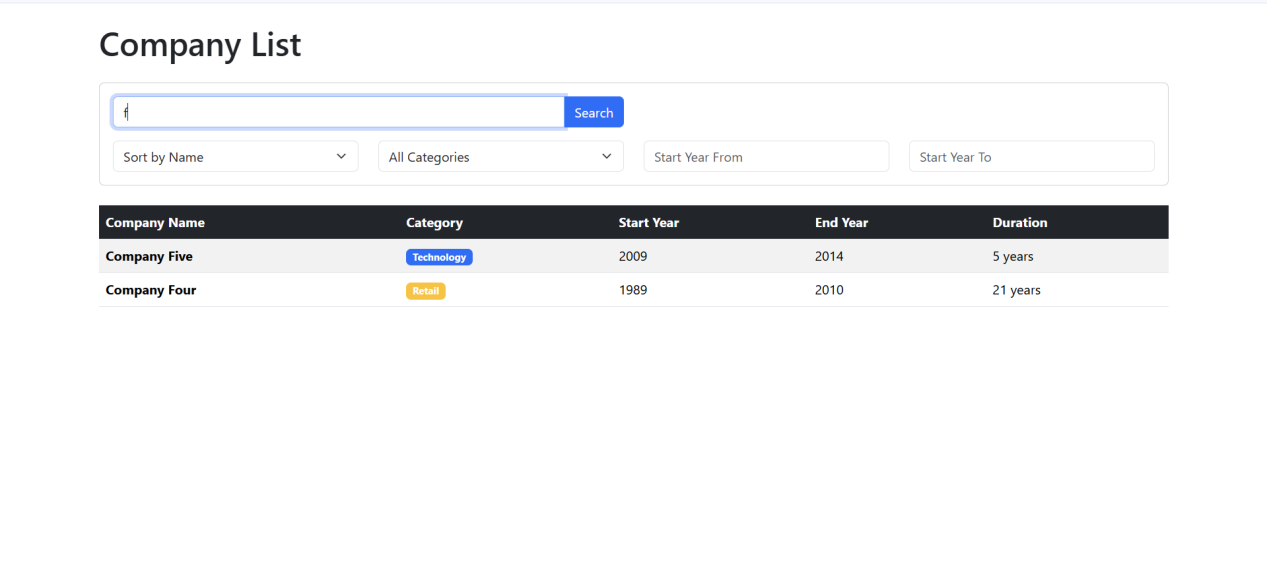 Company List
f
Search
Sort by Name
All Categories
Start Year From
Start Year To
Company Name Category Start Year End Year Duration
Company Five Technology 2009 2014 5 years
Company Four Retail 1989 2010 21 years